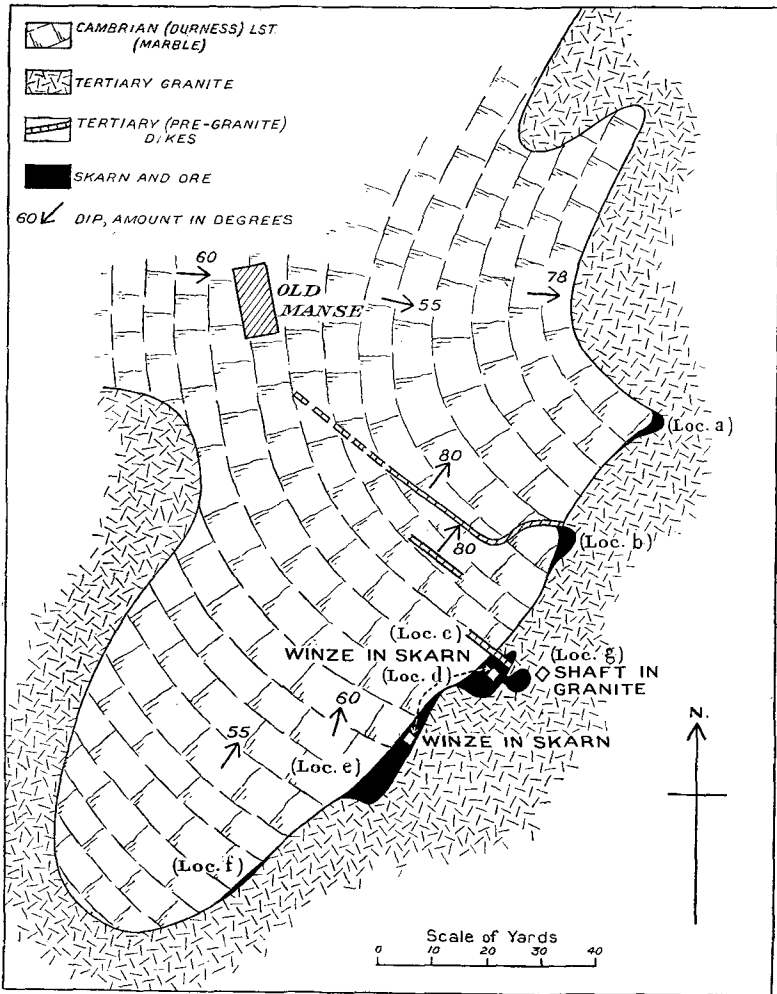 CAMBRIAN (DURNESS) LST.
(MARBLE)
TERTIARY GRANITE
TERTIARY (PRE-GRANITE)
DIKES
SKARN AND ORE
60 DIP, AMOUNT IN DEGREES
60
OLD
MANSE
55
78
(Loc. a)
80
80
(Loc. b)
(Loc. c)
WINZE IN SKARN
(Loc. d)
(Loc. g)
SHAFT IN
GRANITE
60
55
WINZE IN SKARN
(Loc. e)
N.
(Loc. f)
Scale of Yards
0 20 40